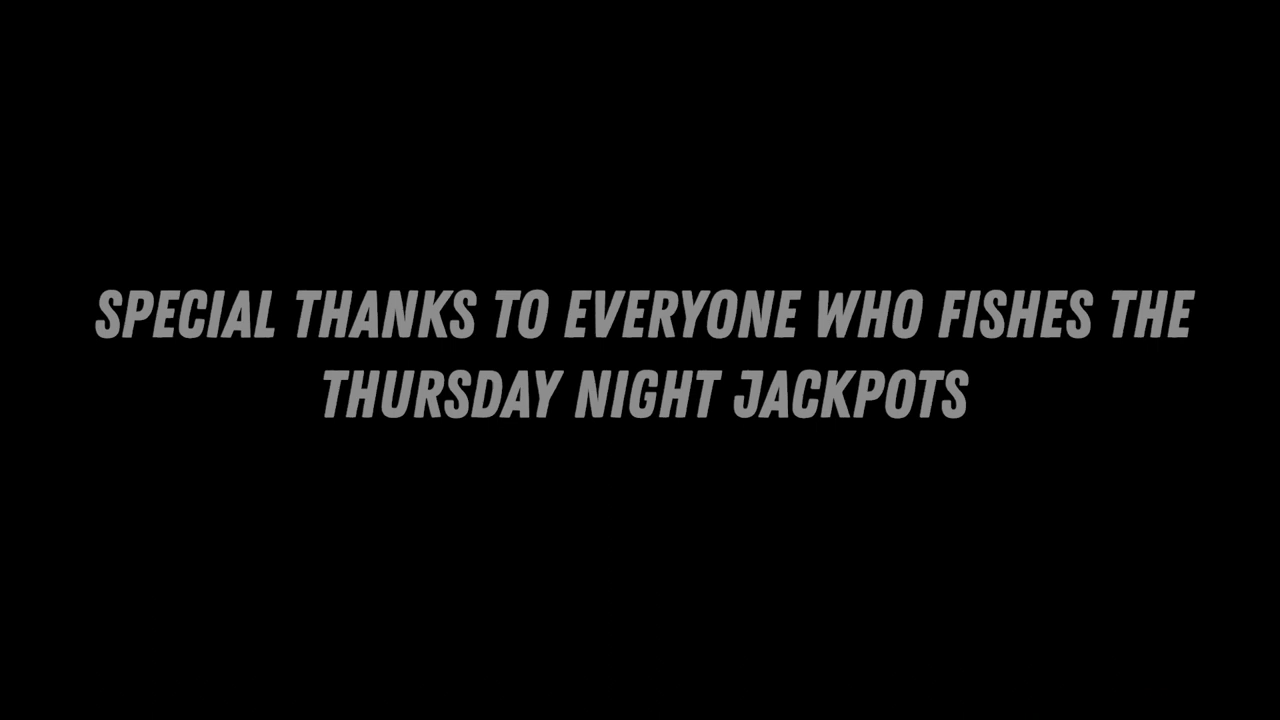 SPECIAL THANKS TO EVERYONE WHO FISHES THE
THURSDAY NIGHT JACKPOTS